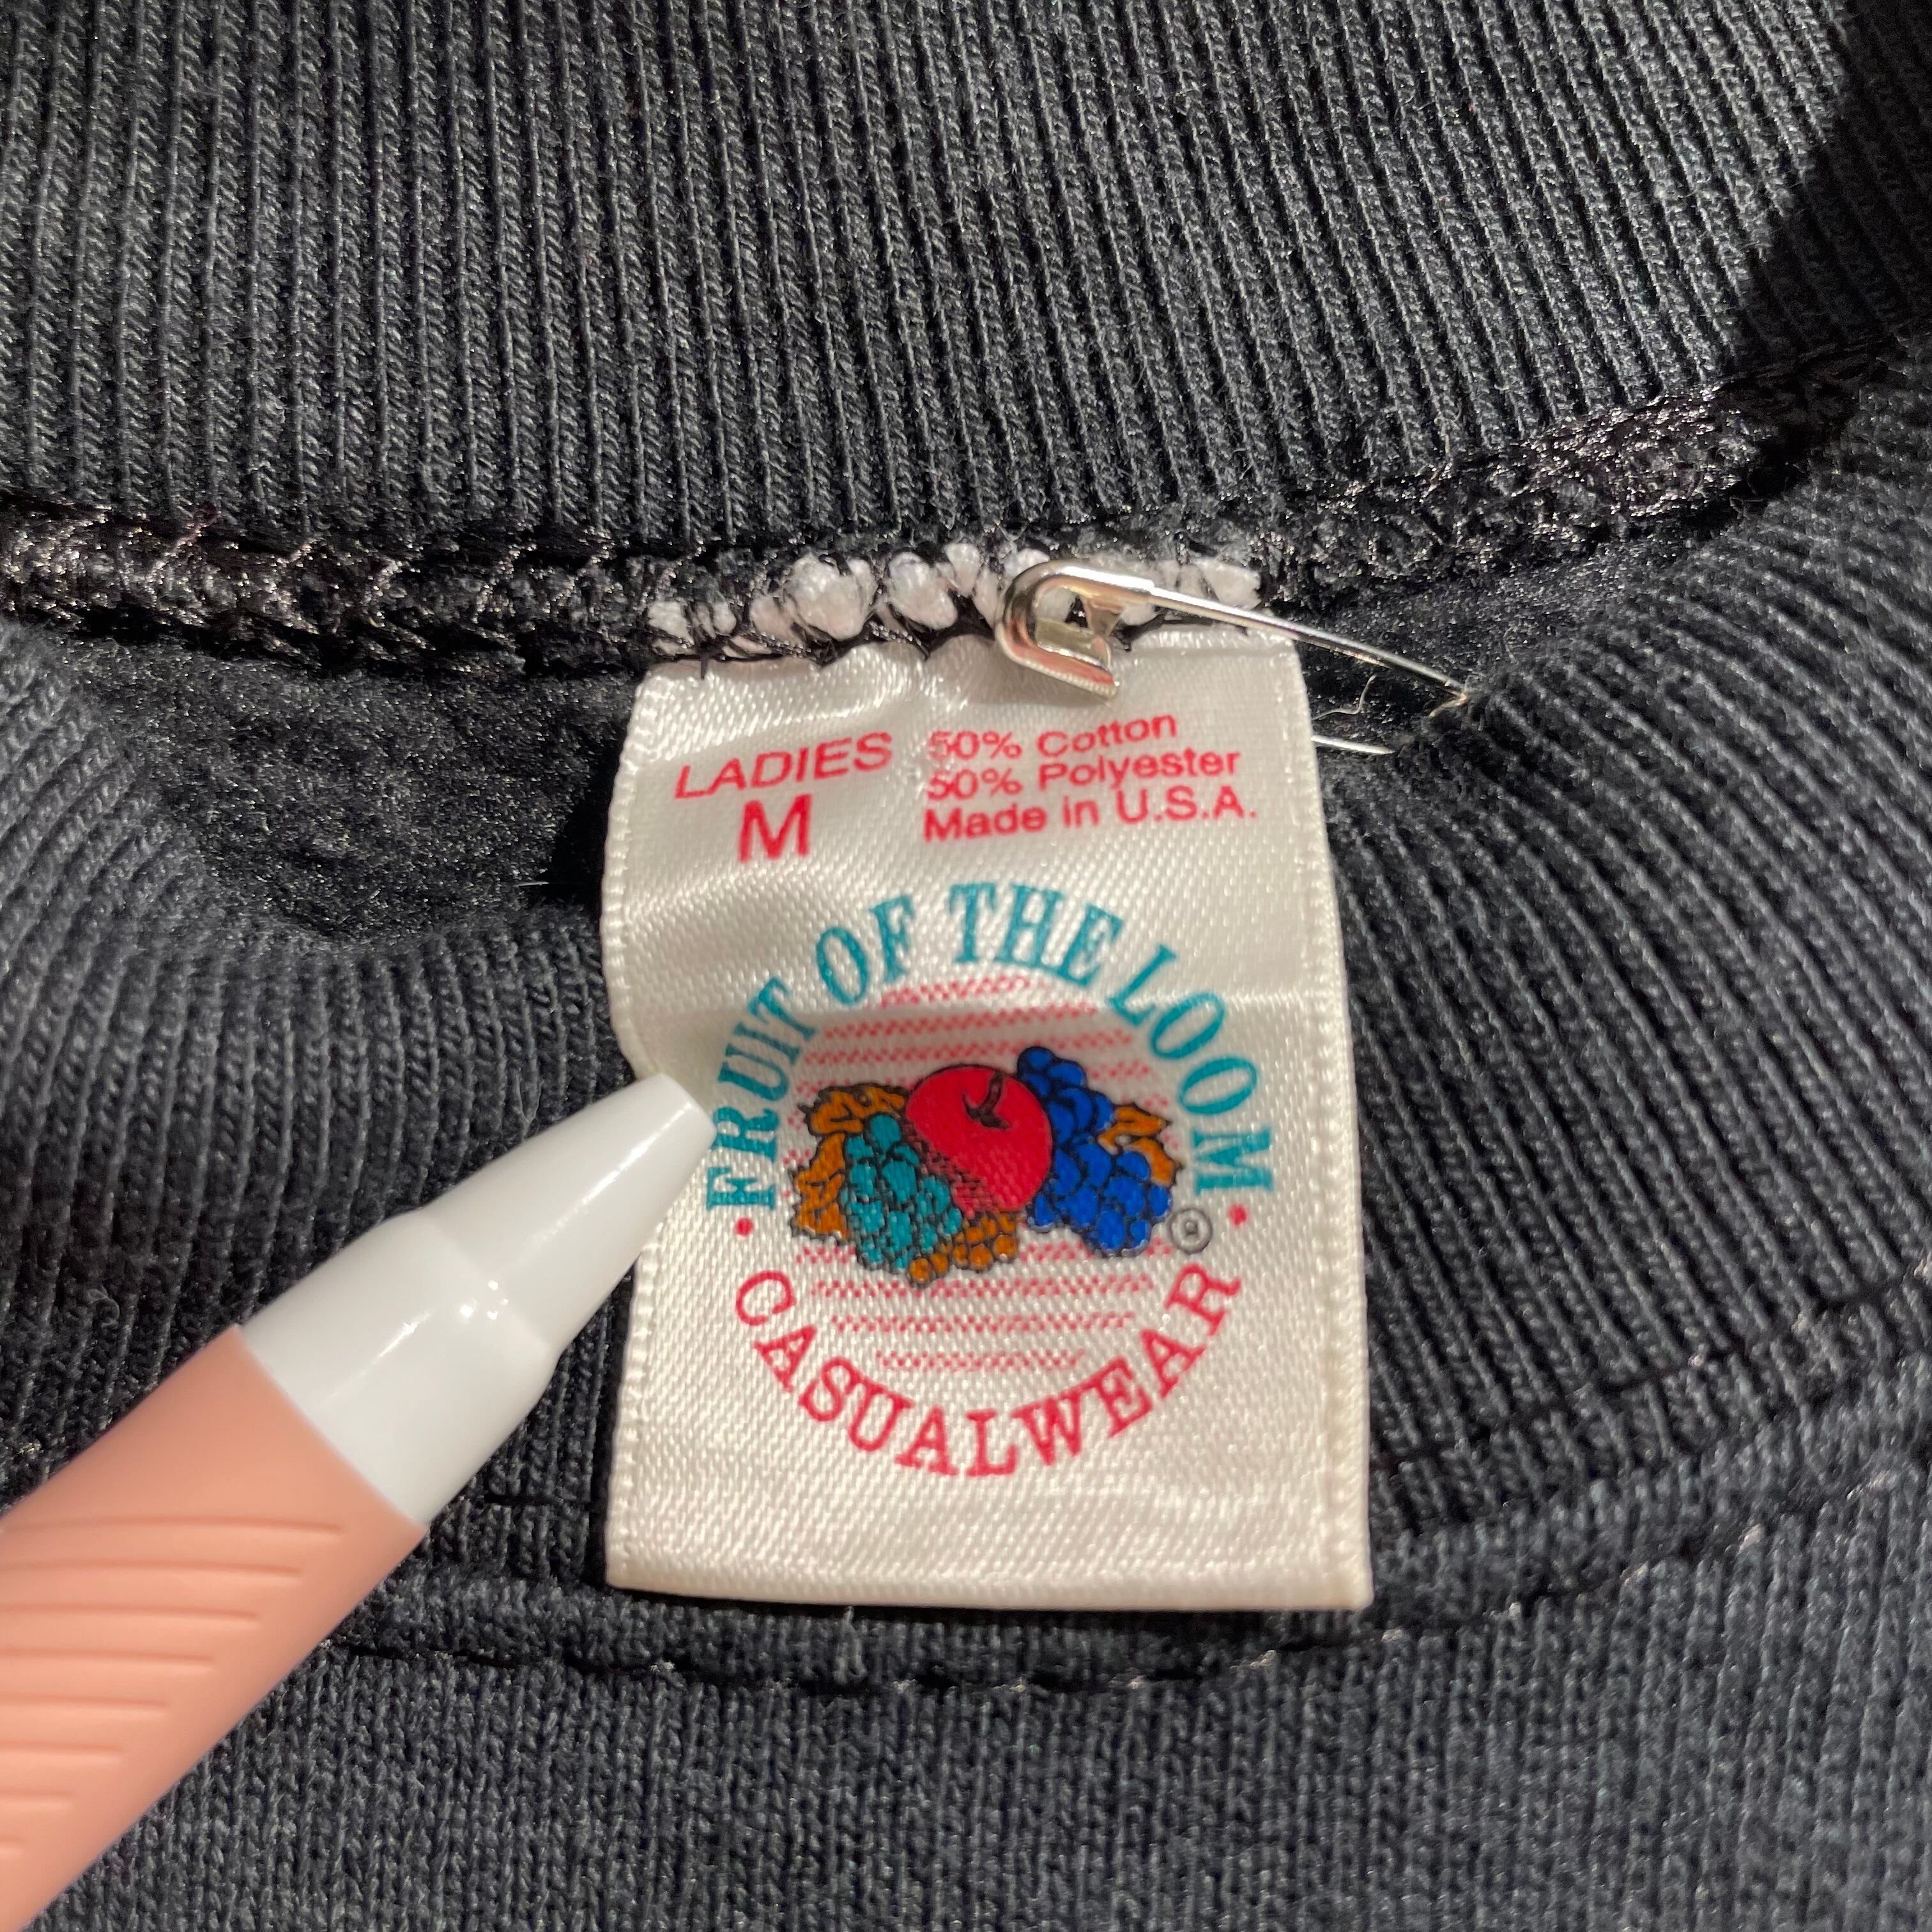 LADIES
M
50% Cotton
50% Polyester
Made in U.S.A.
FRUIT OF THE LOOM
®
• CASUALWEAR •